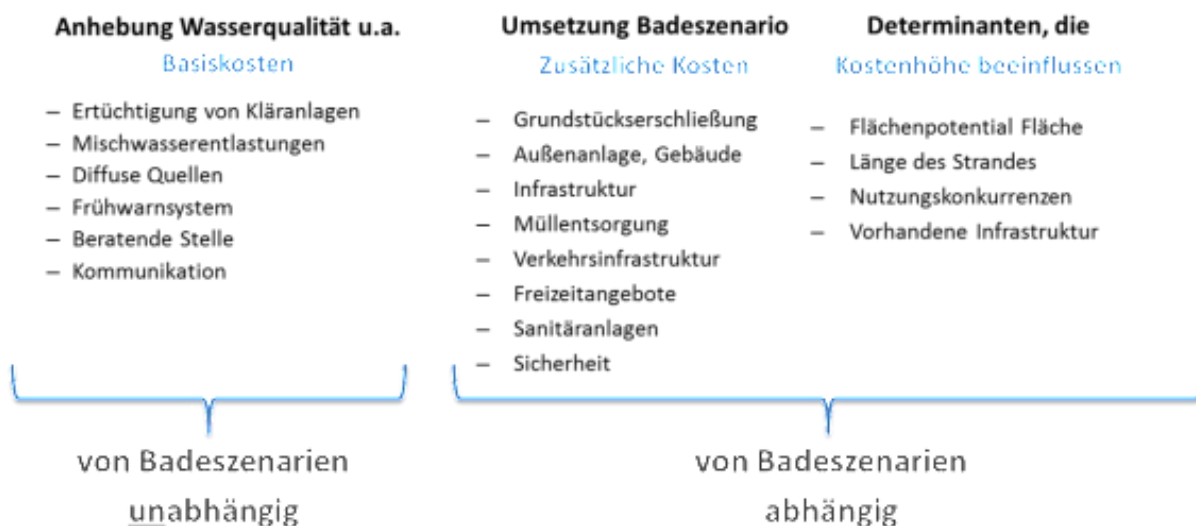 Anhebung Wasserqualität u.a.
Basiskosten
– Ertüchtigung von Kläranlagen
– Mischwasserentlastungen
– Diffuse Quellen
– Frühwarnsystem
– Beratende Stelle
– Kommunikation
von Badeszenarien
unabhängig
Umsetzung Badeszenario
Zusätzliche Kosten
– Grundstückserschließung
– Außenanlage, Gebäude
– Infrastruktur
– Müllentsorgung
– Verkehrsinfrastruktur
– Freizeitangebote
– Sanitäranlagen
– Sicherheit
Determinanten, die
Kostenhöhe beeinflussen
– Flächenpotential Fläche
– Länge des Strandes
– Nutzungskonkurrenzen
– Vorhandene Infrastruktur
von Badeszenarien
abhängig